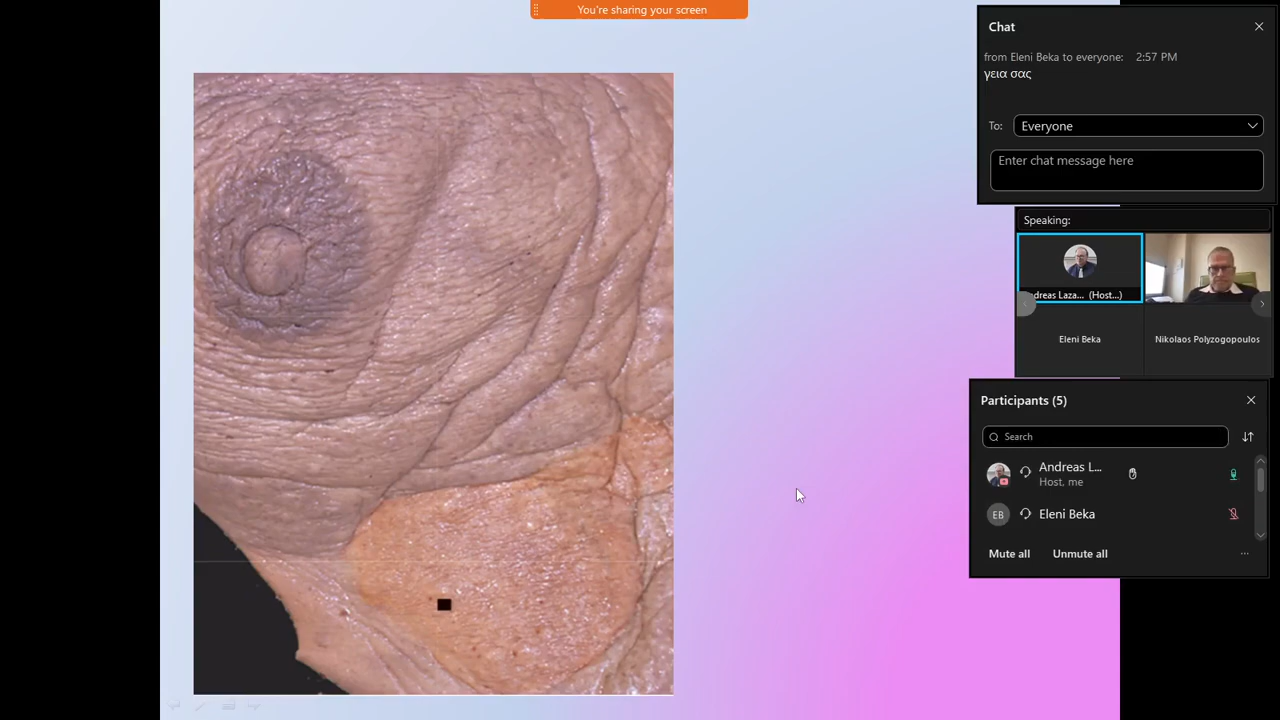 You're sharing your screen
Chat
from Eleni Beka to everyone: 2:57 PM
γεια σας
To: Everyone
Enter chat message here
Speaking:
dreas Laza... (Host...)
Eleni Beka
Nikolaos Polyzogopoulos
Participants (5)
Search
Andreas L...
Host, me
EB Eleni Beka
Mute all Unmute all ...